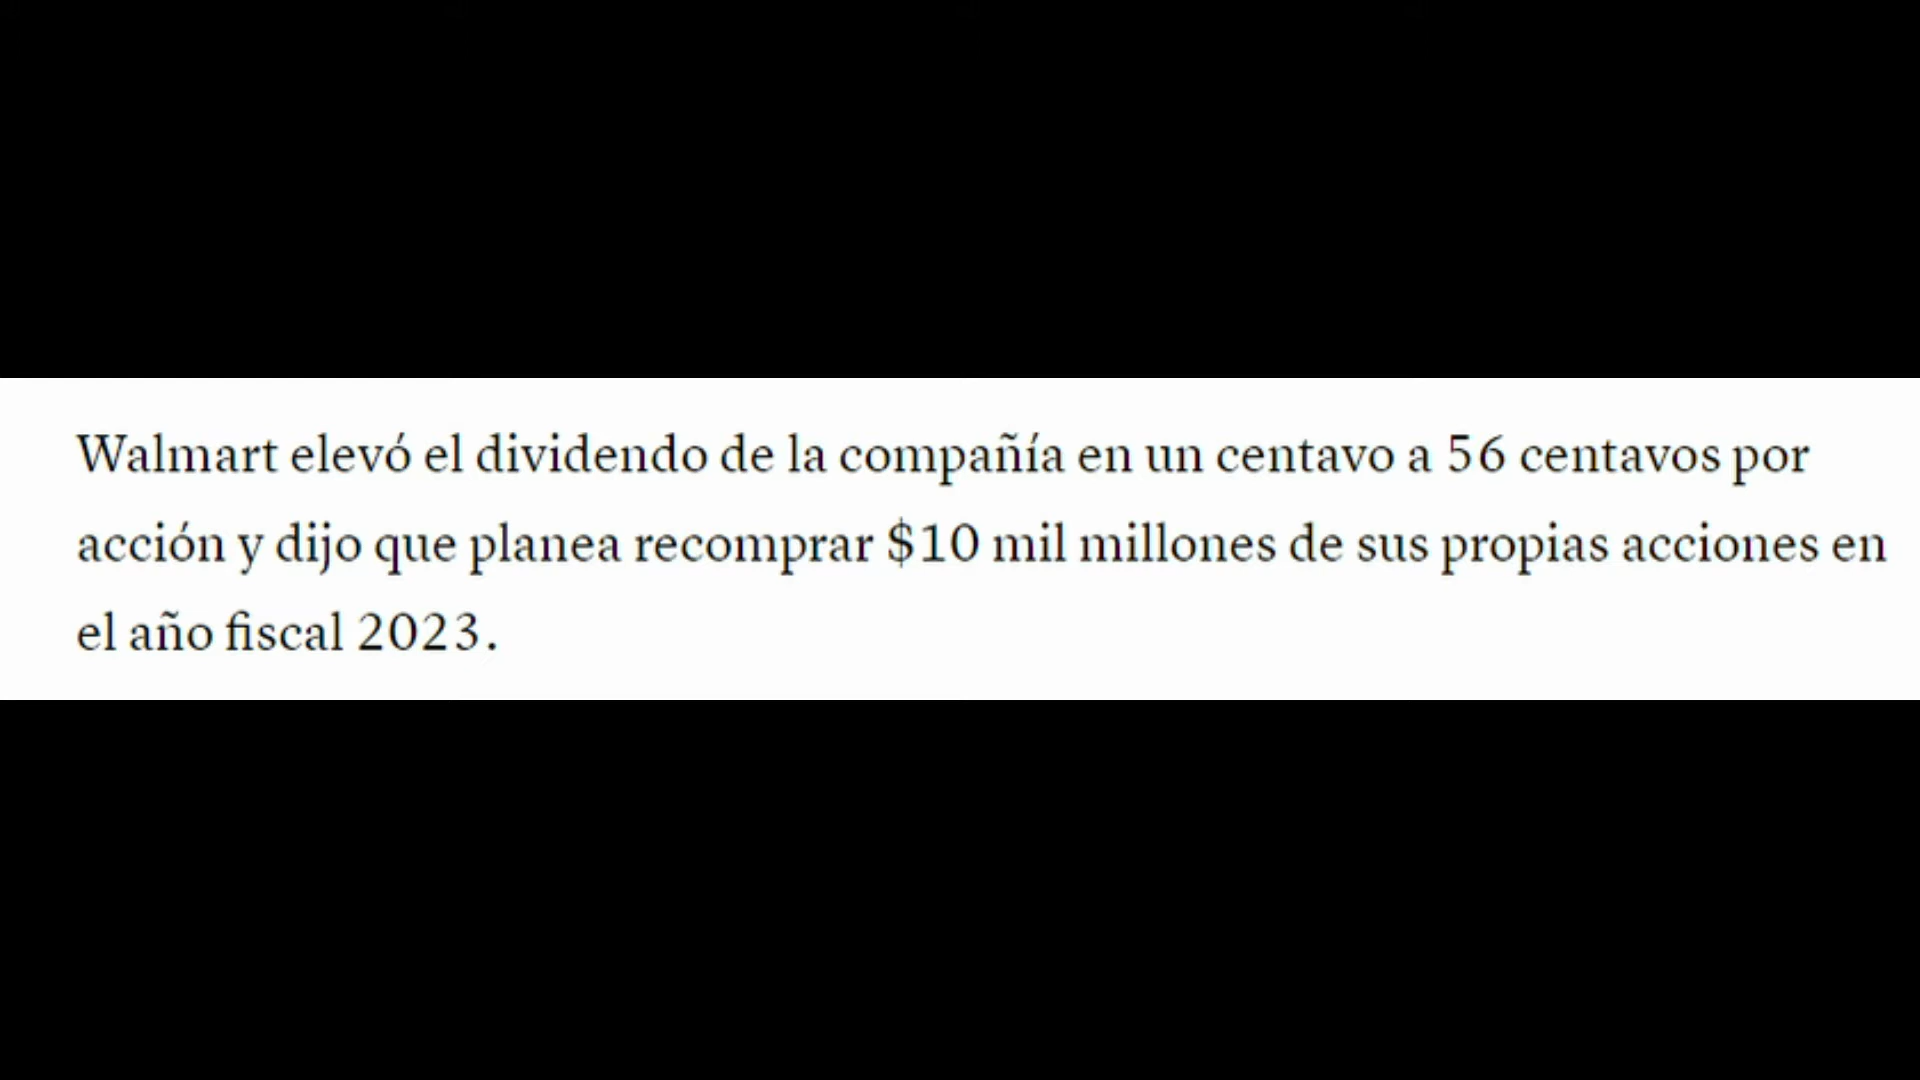 Walmart elevó el dividendo de la compañía en un centavo a 56 centavos por
acción y dijo que planea recomprar $10 mil millones de sus propias acciones en
el año fiscal 2023.